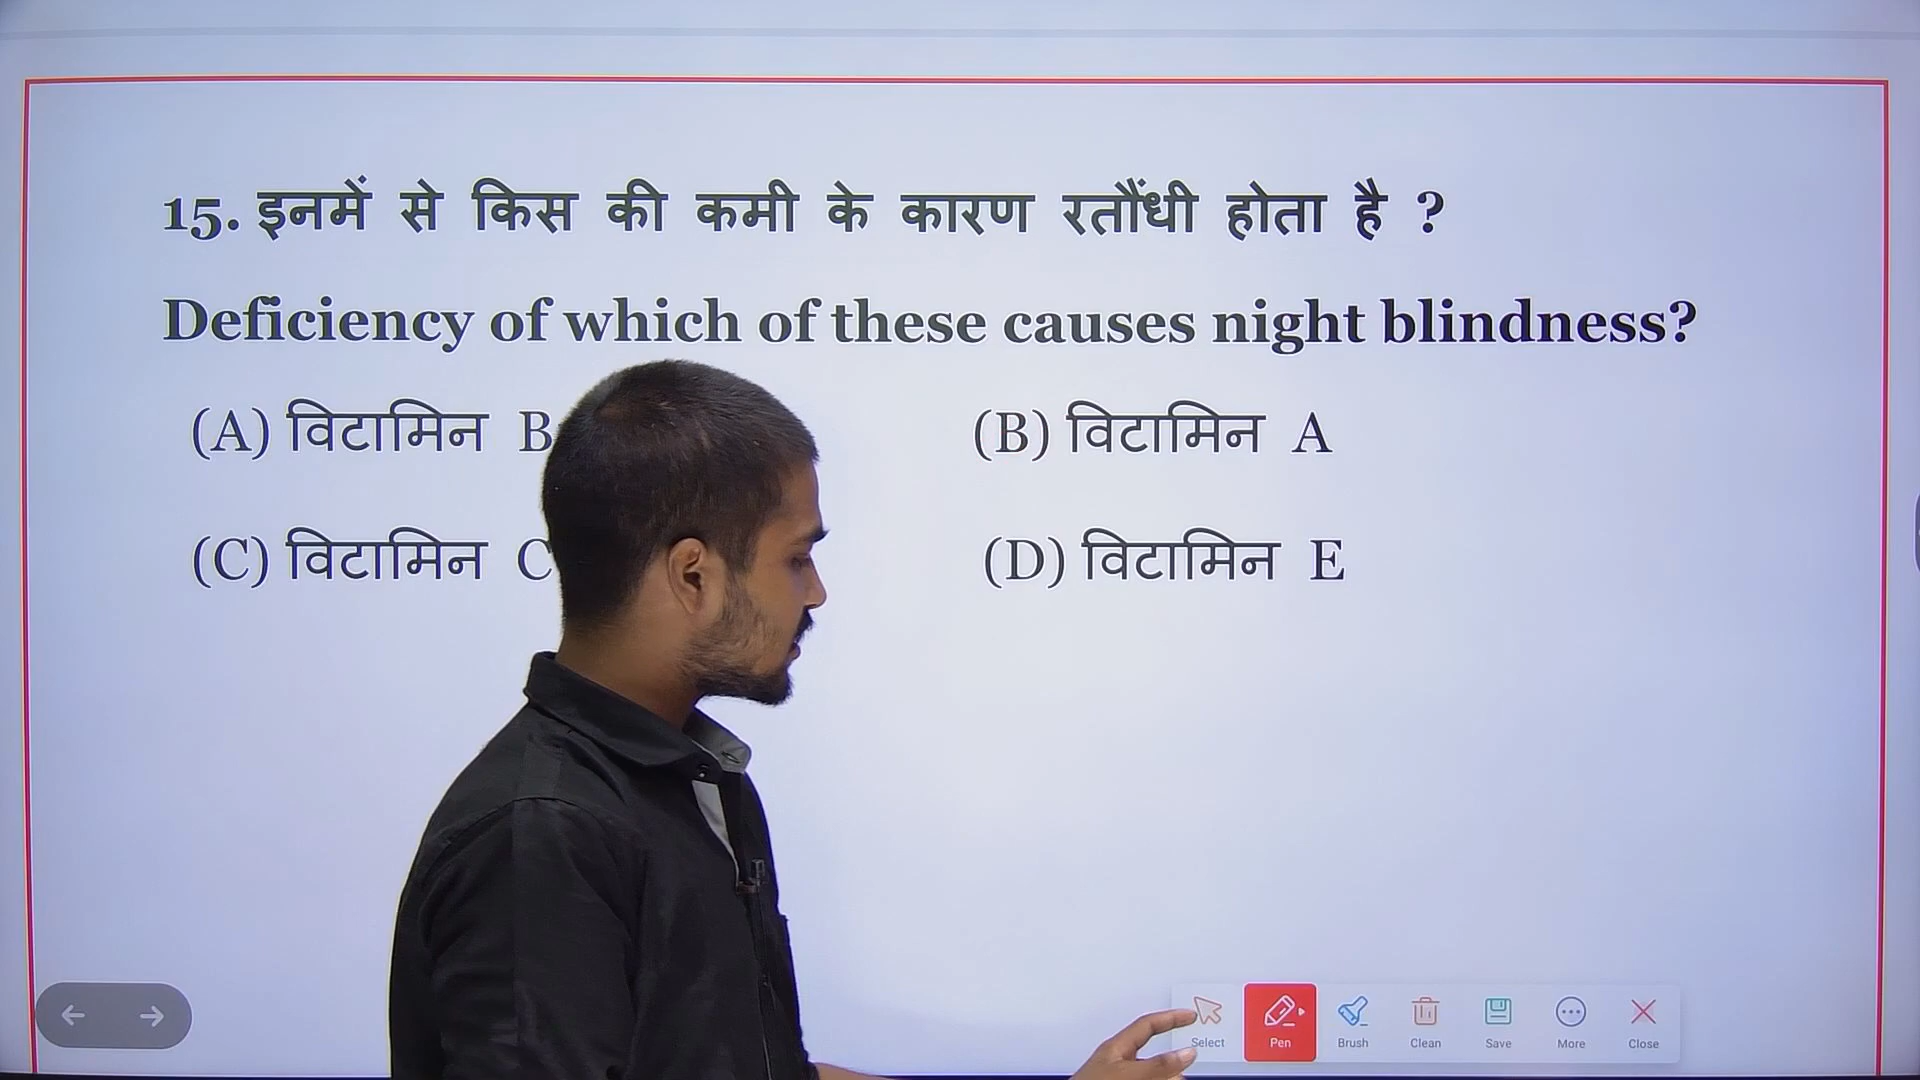 15. इनमें से किस की कमी के कारण रतौंधी होता है ?
Deficiency of which of these causes night blindness?
(A) विटामिन B (B) विटामिन A
(C) विटामिन C (D) विटामिन E
Select Pen Brush Clean Save More Close